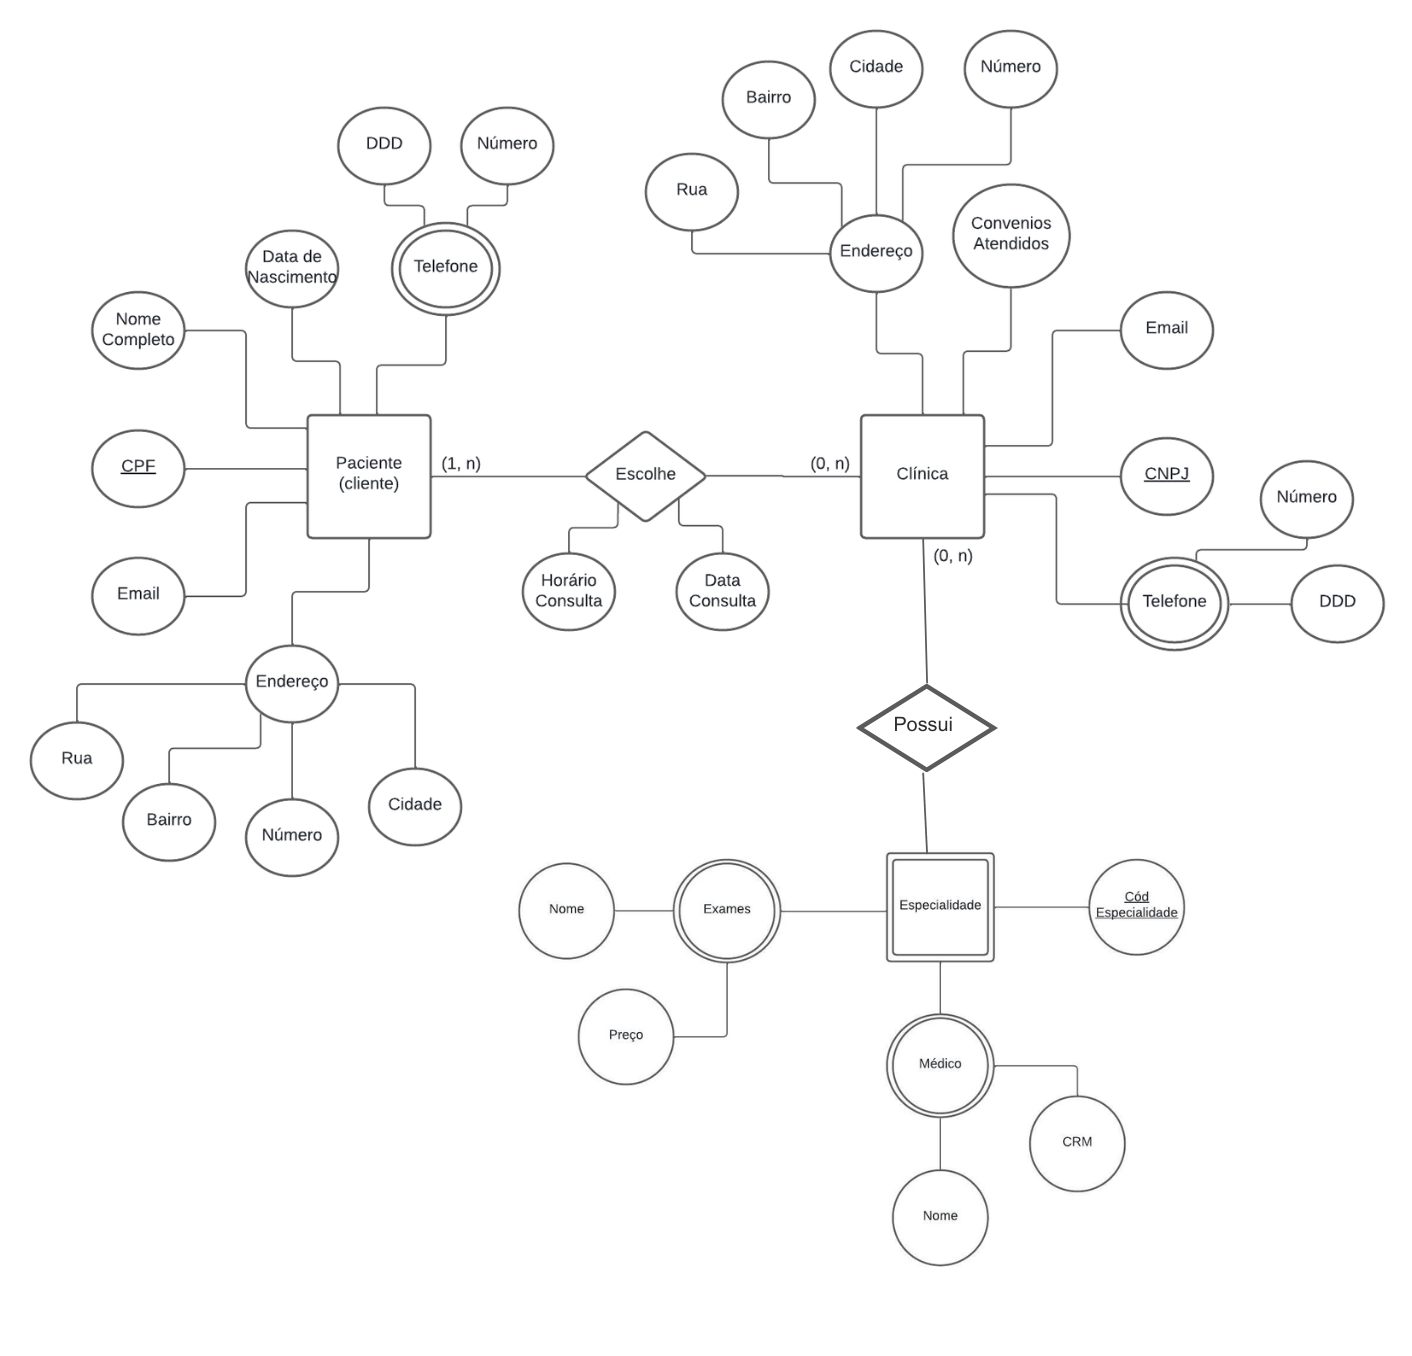 Cidade
Número
Bairro
DDD
Número
Rua
Convenios
Atendidos
Endereço
Data de
Nascimento
Telefone
Nome
Completo
Email
Paciente
(cliente)
(1, n)
Escolhe
(0, n)
Clínica
CPF
CNPJ
Número
(0, n)
Horário
Consulta
Data
Consulta
Email
Telefone
DDD
Endereço
Possui
Rua
Bairro
Número
Cidade
Nome
Exames
Especialidade
Cód
Especialidade
Preço
Médico
CRM
Nome